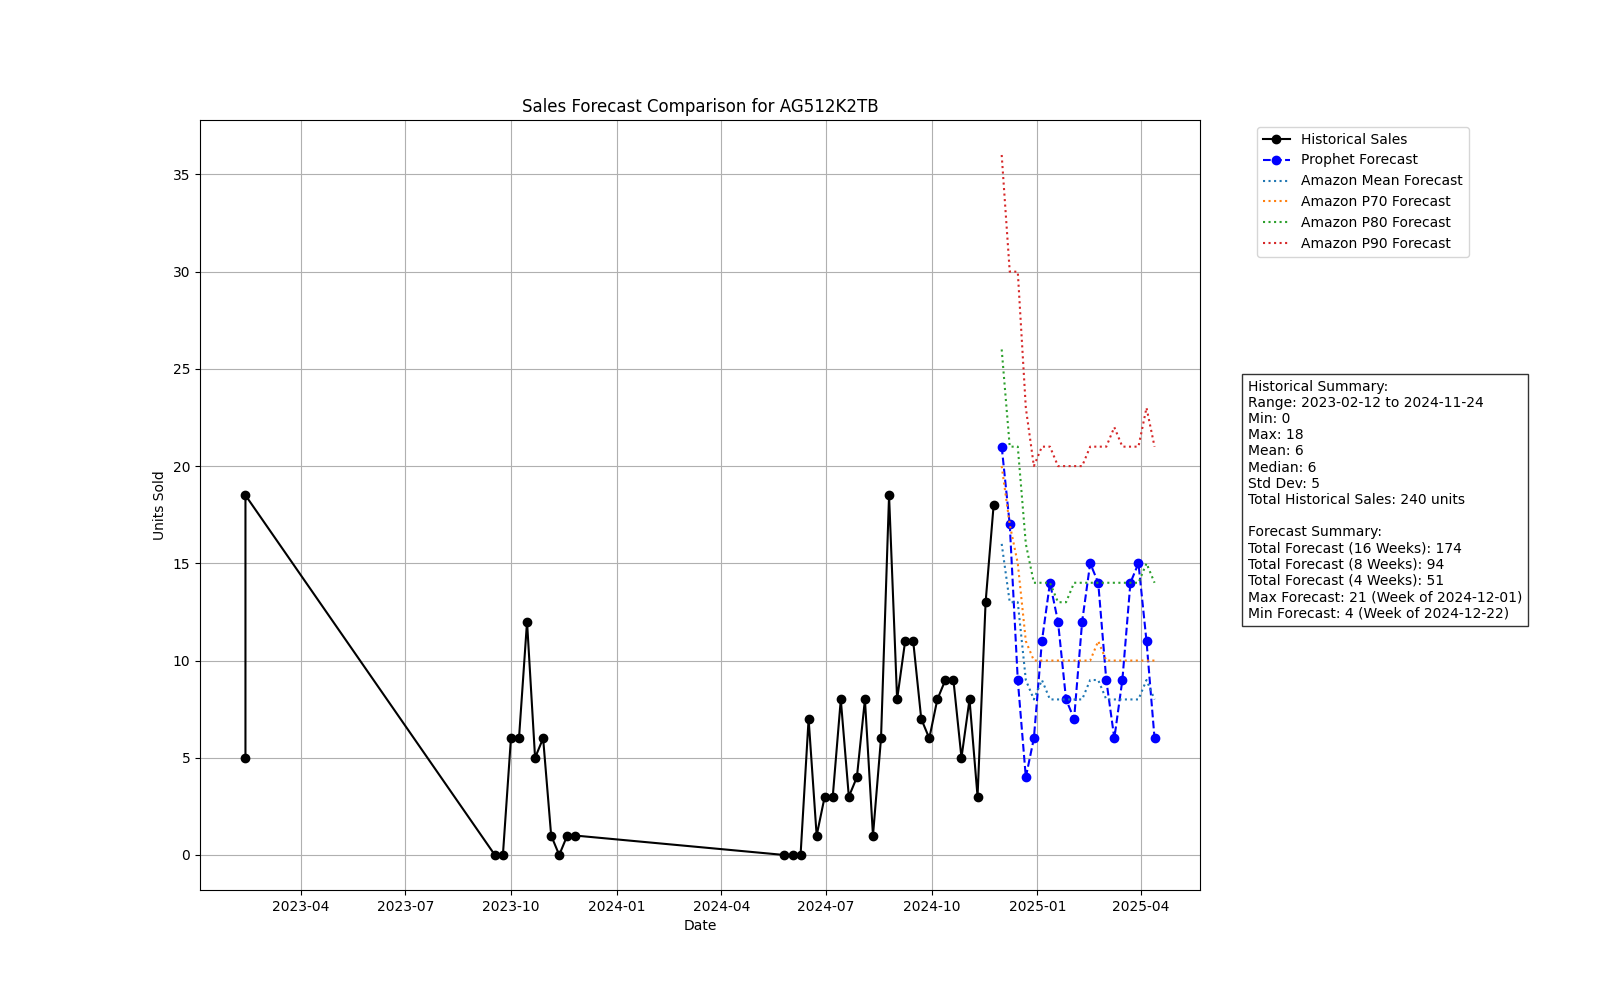 Sales Forecast Comparison for AG512K2TB
Historical Sales
Prophet Forecast
Amazon Mean Forecast
Amazon P70 Forecast
Amazon P80 Forecast
Amazon P90 Forecast
35
30
25
20
15
10
5
0
Units Sold
2023-04
2023-07
2023-10
2024-01
2024-04
2024-07
2024-10
2025-01
2025-04
Date
Historical Summary:
Range: 2023-02-12 to 2024-11-24
Min: 0
Max: 18
Mean: 6
Median: 6
Std Dev: 5
Total Historical Sales: 240 units
Forecast Summary:
Total Forecast (16 Weeks): 174
Total Forecast (8 Weeks): 94
Total Forecast (4 Weeks): 51
Max Forecast: 21 (Week of 2024-12-01)
Min Forecast: 4 (Week of 2024-12-22)